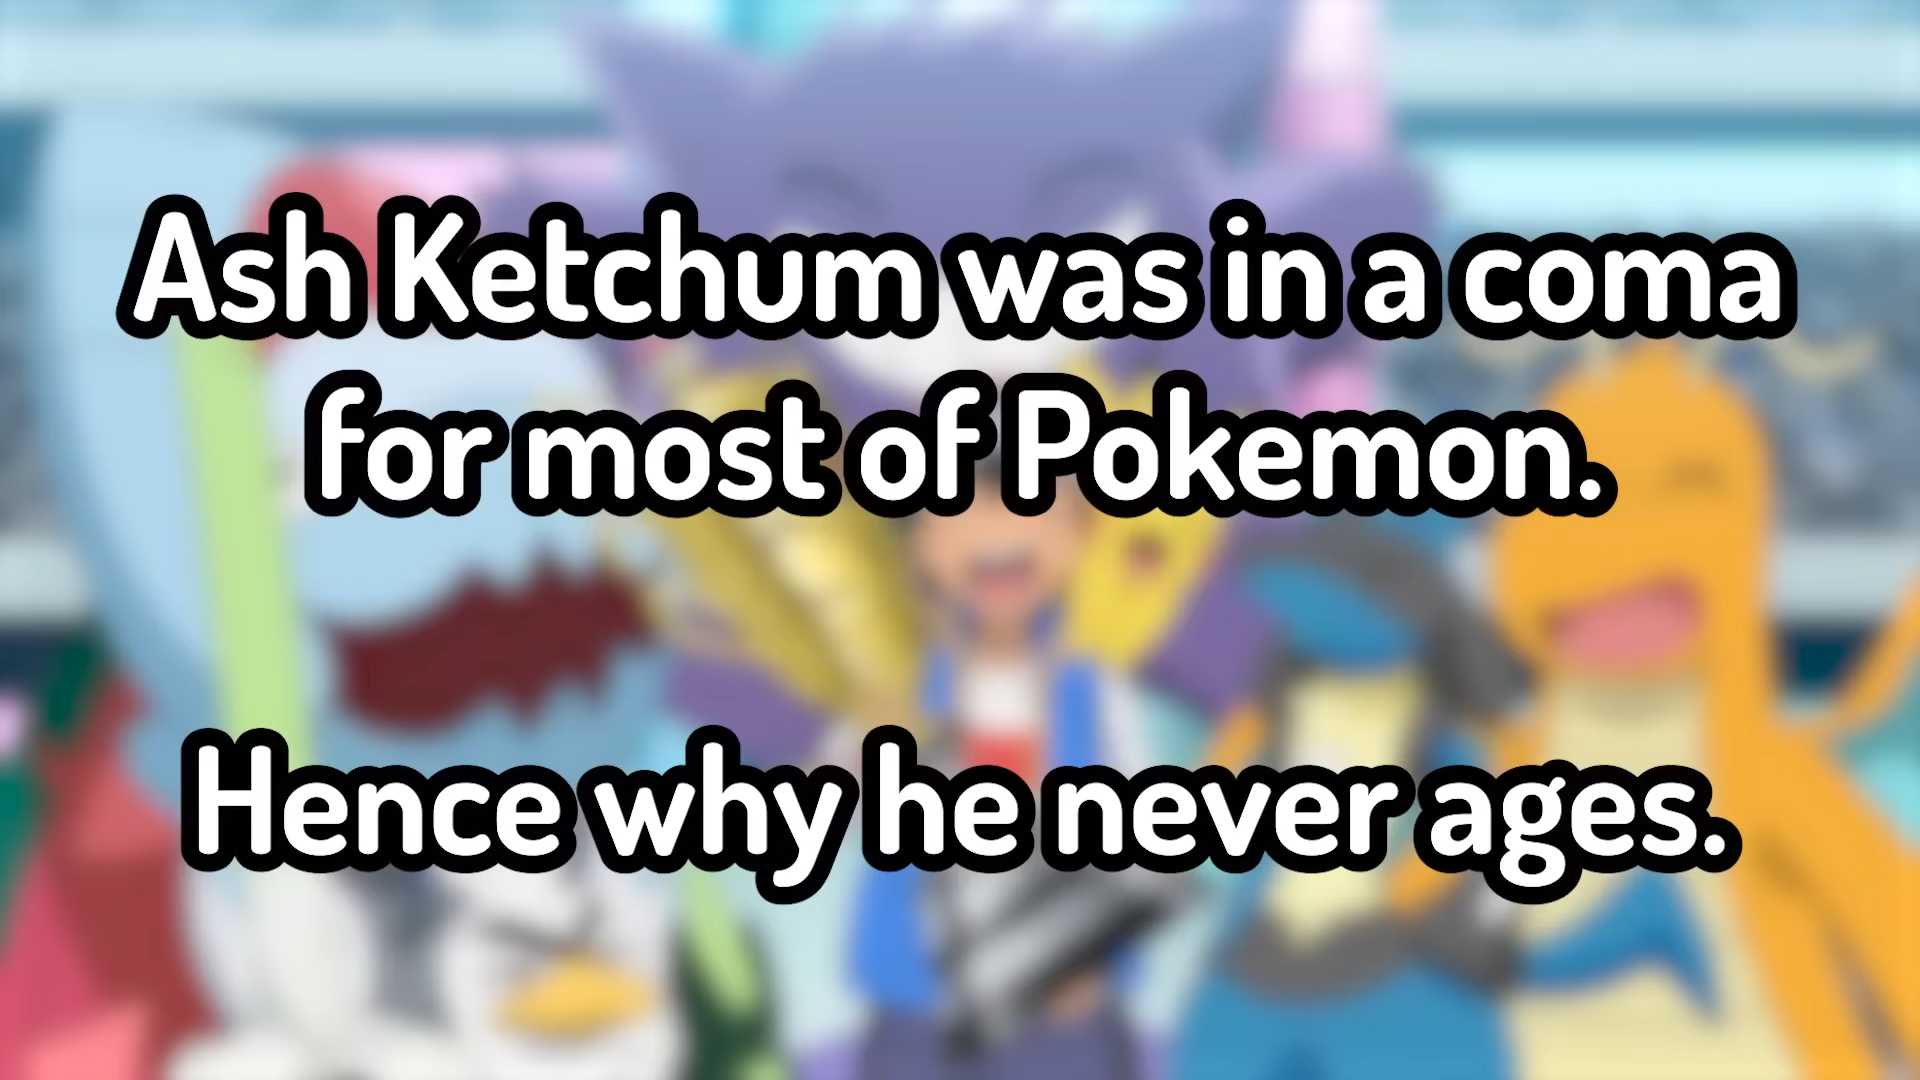 Ash Ketchum was in a coma
for most of Pokemon.
Hence why he never ages.